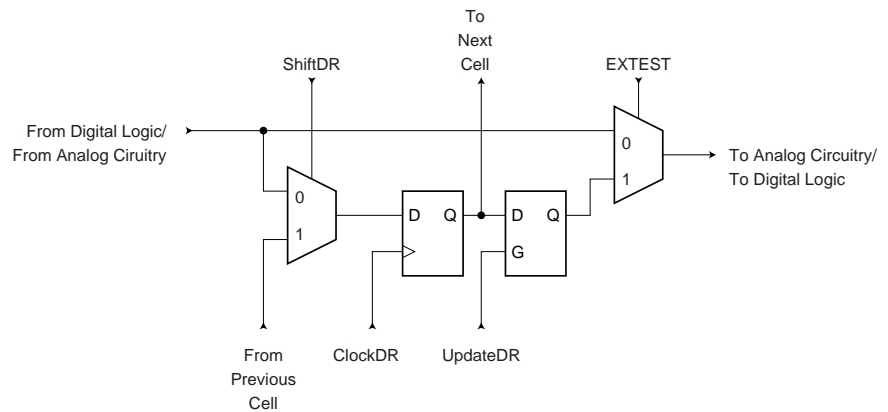 To
Next
Cell
ShiftDR
EXTEST
From Digital Logic/
From Analog Ciruitry
0
1
D Q
D Q
G
0
1
To Analog Circuitry/
To Digital Logic
From
Previous
Cell
ClockDR
UpdateDR